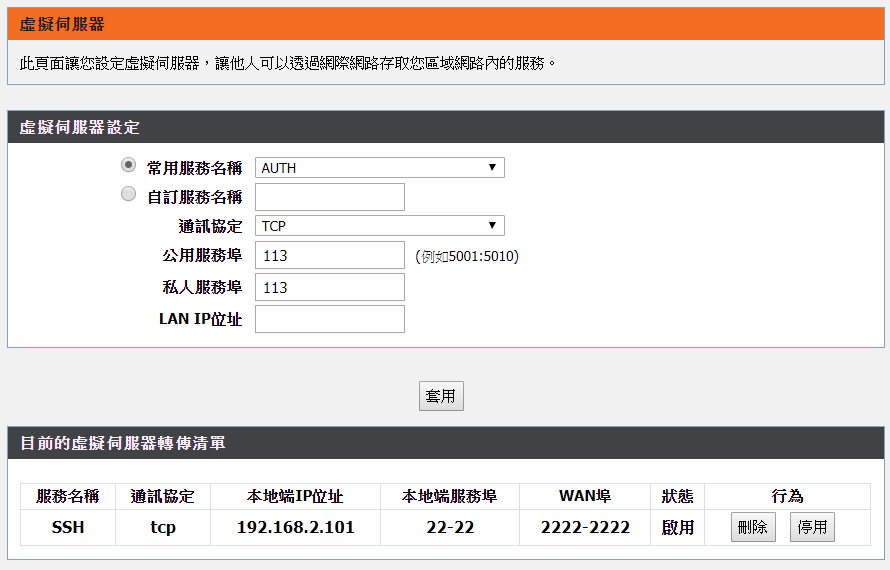 虛擬伺服器
此頁面讓您設定虛擬伺服器，讓他人可以透過網際網路存取您區域網路內的服務。
虛擬伺服器設定
常用服務名稱 AUTH
自訂服務名稱
通訊協定 TCP
公用服務埠 113 (例如5001:5010)
私人服務埠 113
LAN IP位址
套用
目前的虛擬伺服器轉傳清單
服務名稱 通訊協定 本地端IP位址 本地端服務埠 WAN埠 狀態 行為
SSH tcp 192.168.2.101 22-22 2222-2222 啟用 刪除 停用